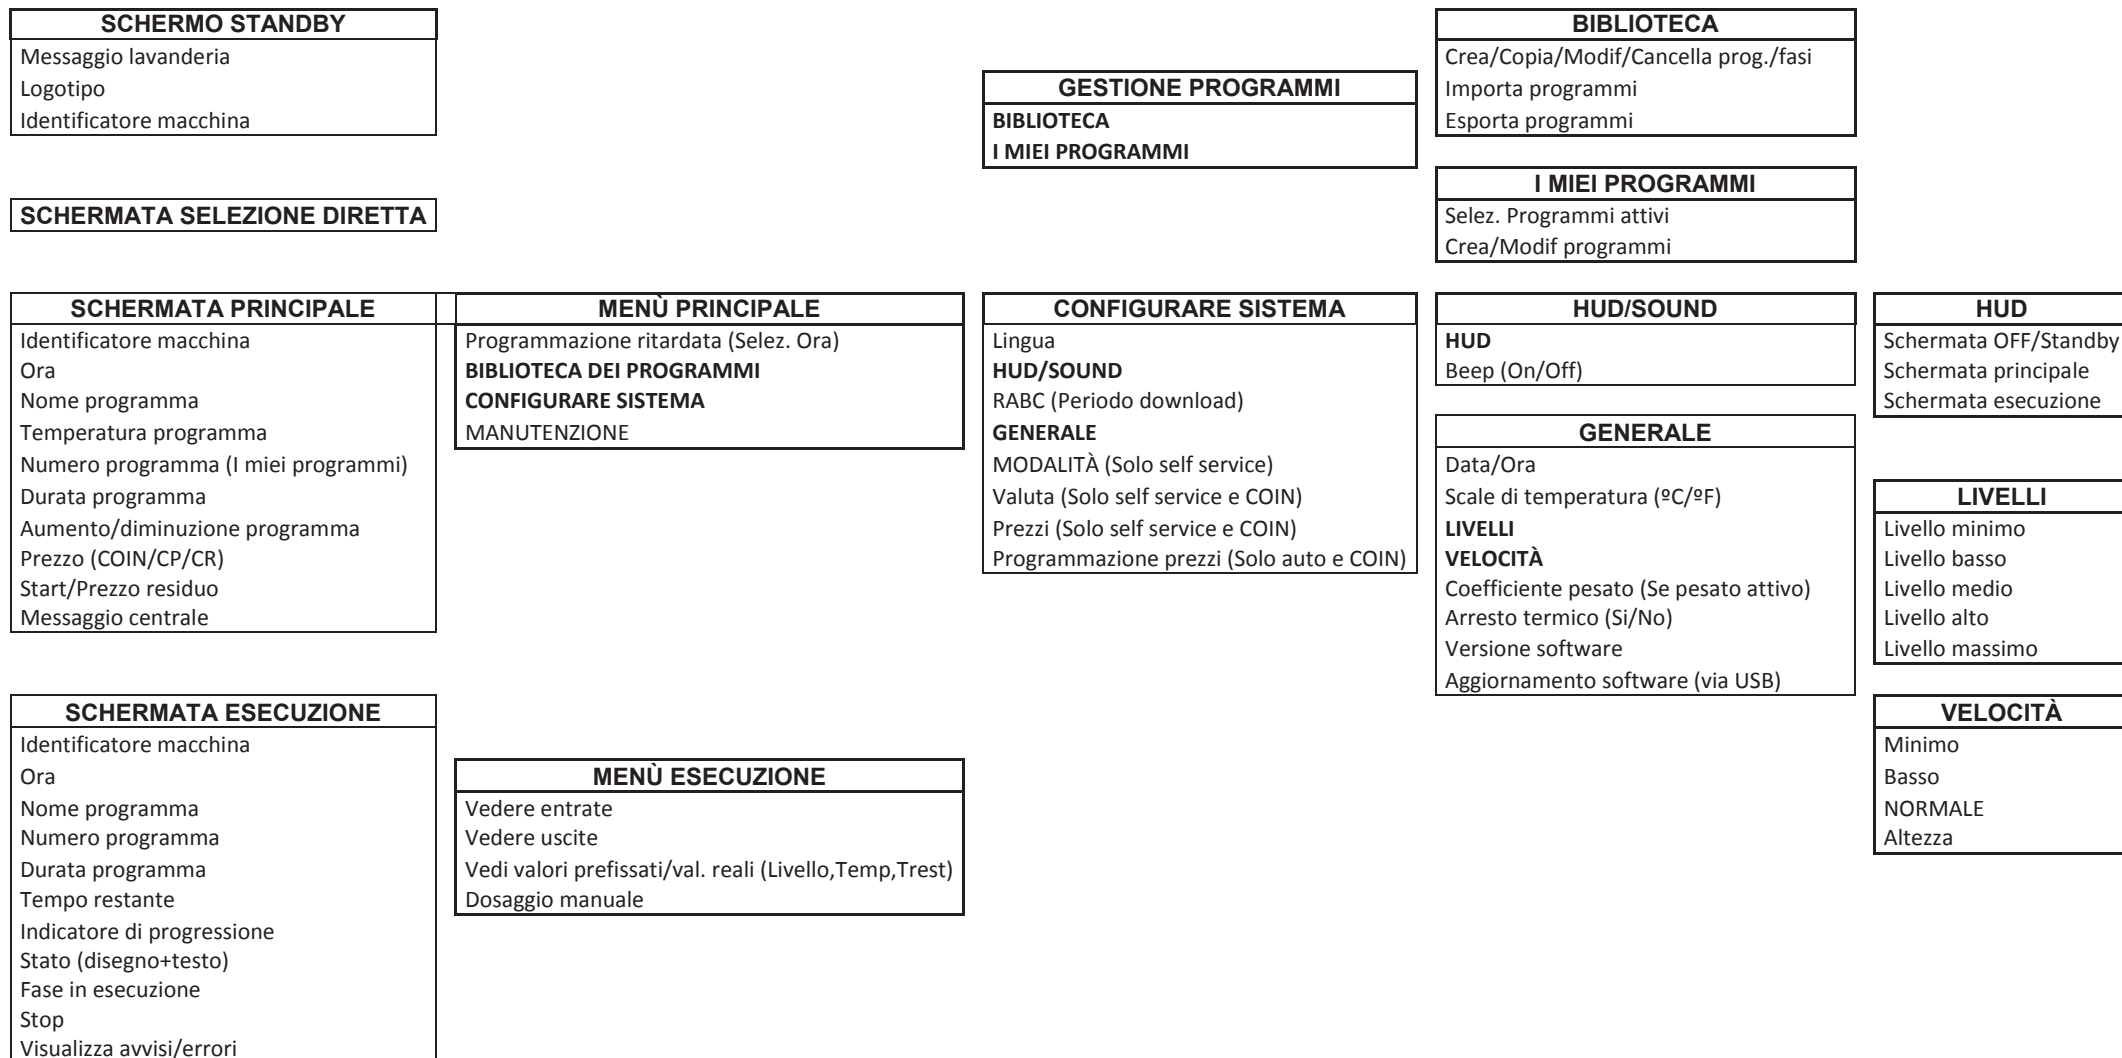 SCHERMO STANDBY
Messaggio lavanderia
Logotipo
Identificatore macchina
SCHERMATA SELEZIONE DIRETTA
SCHERMATA PRINCIPALE
Identificatore macchina
Ora
Nome programma
Temperatura programma
Numero programma (I miei programmi)
Durata programma
Aumento/diminuzione programma
Prezzo (COIN/CP/CR)
Start/Prezzo residuo
Messaggio centrale
SCHERMATA ESECUZIONE
Identificatore macchina
Ora
Nome programma
Numero programma
Durata programma
Tempo restante
Indicatore di progressione
Stato (disegno+testo)
Fase in esecuzione
Stop
Visualizza avvisi/errori
MENÙ PRINCIPALE
Programmazione ritardata (Selez. Ora)
BIBLIOTECA DEI PROGRAMMI
CONFIGURARE SISTEMA
MANUTENZIONE
MENÙ ESECUZIONE
Vedere entrate
Vedere uscite
Vedi valori prefissati/val. reali (Livello,Temp,Trest)
Dosaggio manuale
GESTIONE PROGRAMMI
BIBLIOTECA
I MIEI PROGRAMMI
CONFIGURARE SISTEMA
Lingua
HUD/SOUND
RABC (Periodo download)
GENERALE
MODALITÀ (Solo self service)
Valuta (Solo self service e COIN)
Prezzi (Solo self service e COIN)
Programmazione prezzi (Solo auto e COIN)
BIBLIOTECA
Crea/Copia/Modif/Cancella prog./fasi
Importa programmi
Esporta programmi
I MIEI PROGRAMMI
Selez. Programmi attivi
Crea/Modif programmi
HUD/SOUND
HUD
Beep (On/Off)
GENERALE
Data/Ora
Scale di temperatura (ºC/ºF)
LIVELLI
VELOCITÀ
Coefficiente pesato (Se pesato attivo)
Arresto termico (Si/No)
Versione software
Aggiornamento software (via USB)
HUD
Schermata OFF/Standby
Schermata principale
Schermata esecuzione
LIVELLI
Livello minimo
Livello basso
Livello medio
Livello alto
Livello massimo
VELOCITÀ
Minimo
Basso
NORMALE
Altezza